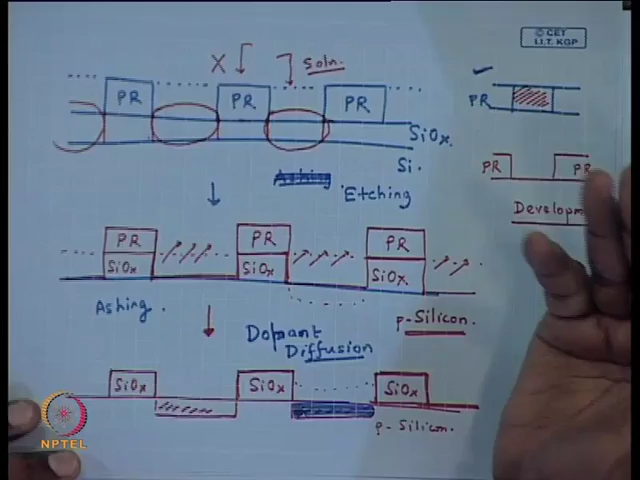 © CET
I.I.T. KGP
X
Soln.
PR
PR
PR
PR
SiOx.
Si.
Ashing
Etching
PR
PR
Developm
PR
PR
PR
SiOx
SiOx
SiOx
Ashing.
p-Silicon.
Dopant
Diffusion
SiOx
SiOx
SiOx
p-Silicon.
NPTEL